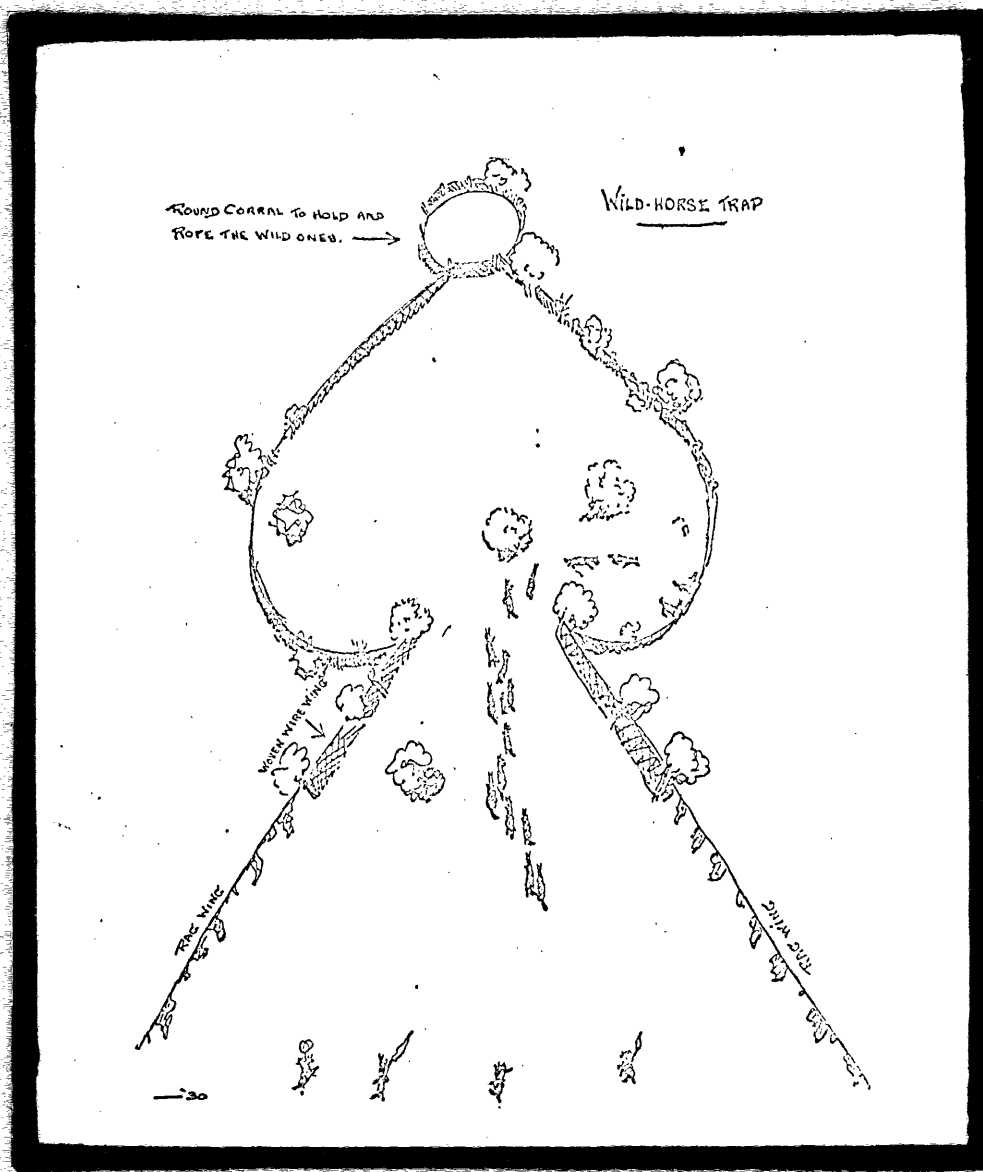 WILD-HORSE TRAP
ROUND CORRAL TO HOLD AND
ROPE THE WILD ONES.
WOVEN WIRE WING
RAG WING
RAG WING
'30